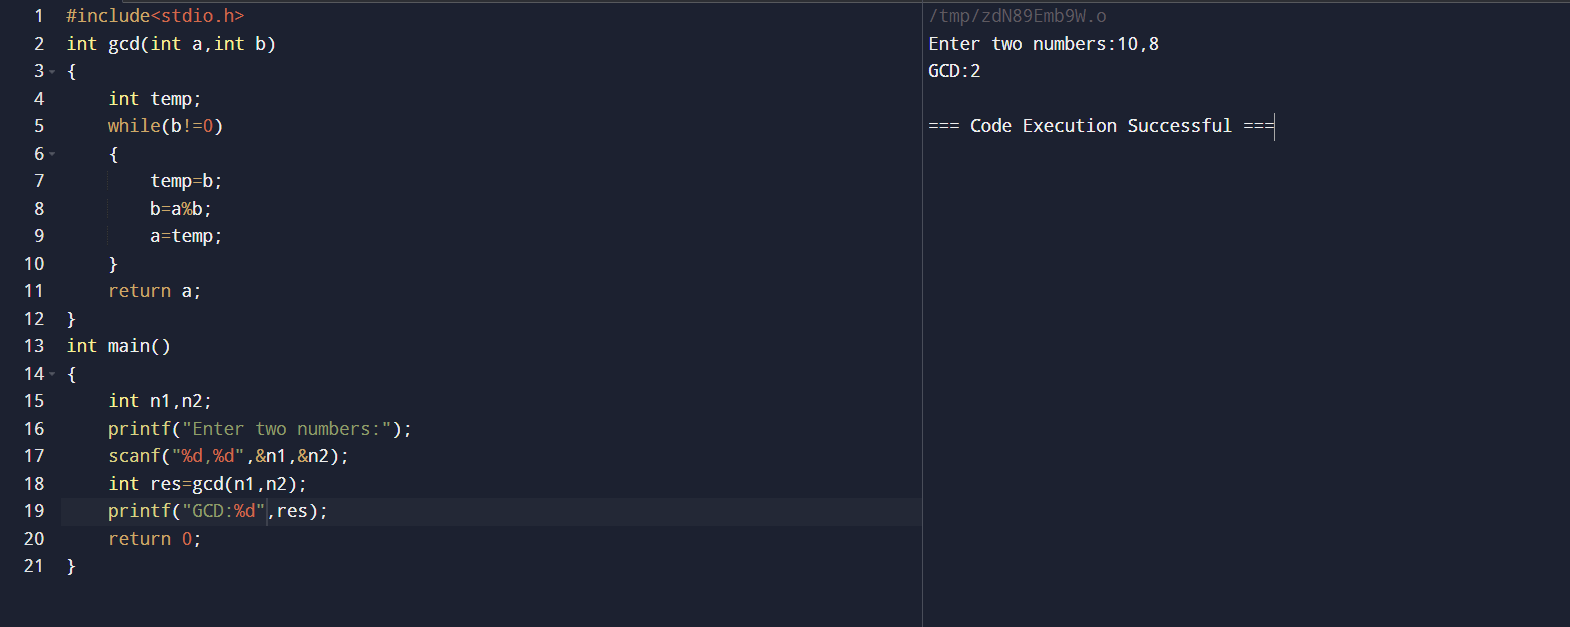 1 #include<stdio.h>
2 int gcd(int a,int b)
3 {
4     int temp;
5     while(b!=0)
6     {
7         temp=b;
8         b=a%b;
9         a=temp;
10     }
11     return a;
12 }
13 int main()
14 {
15     int n1,n2;
16     printf("Enter two numbers:");
17     scanf("%d,%d",&n1,&n2);
18     int res=gcd(n1,n2);
19     printf("GCD:%d",res);
20     return 0;
21 }
/tmp/zdN89Emb9W.o
Enter two numbers:10,8
GCD:2
=== Code Execution Successful ===